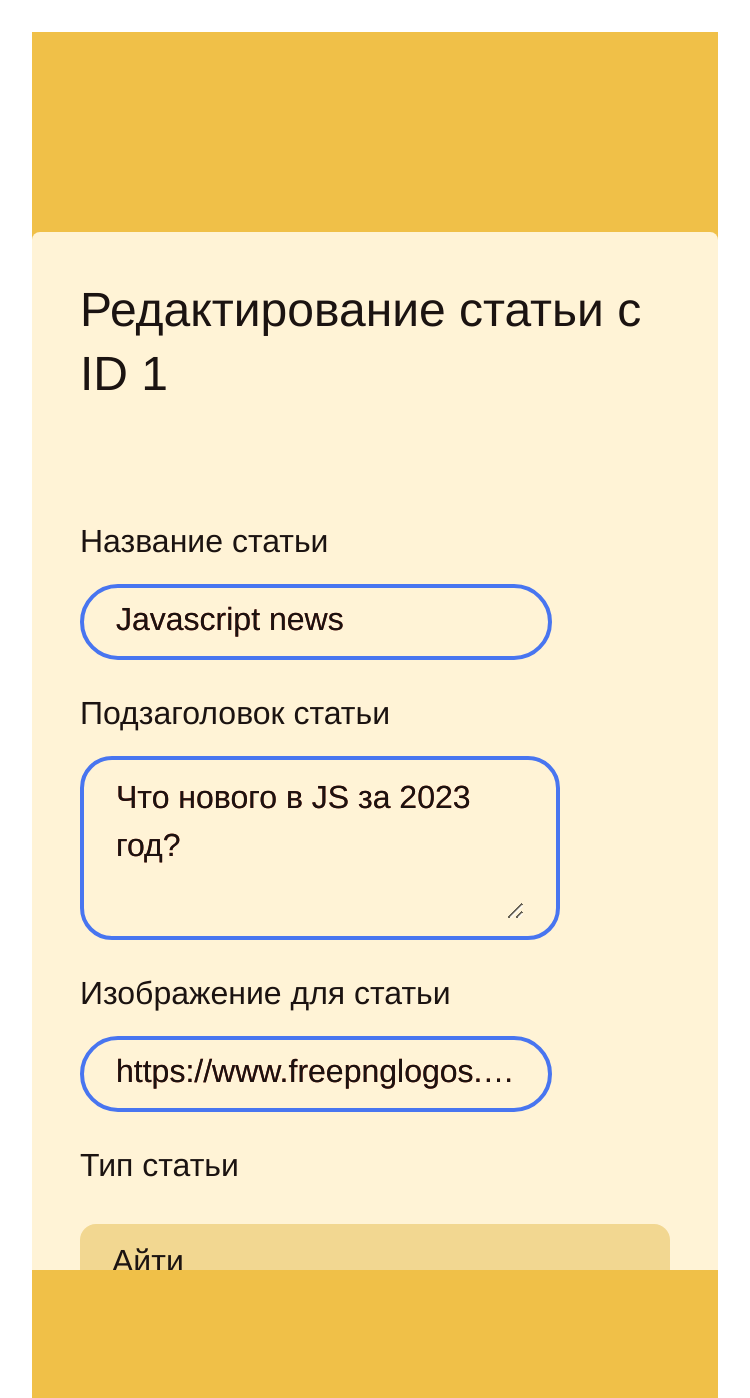 Редактирование статьи с
ID 1
Название статьи
Javascript news
Подзаголовок статьи
Что нового в JS за 2023
год?
Изображение для статьи
https://www.freepnglogos.…
Тип статьи
Айти